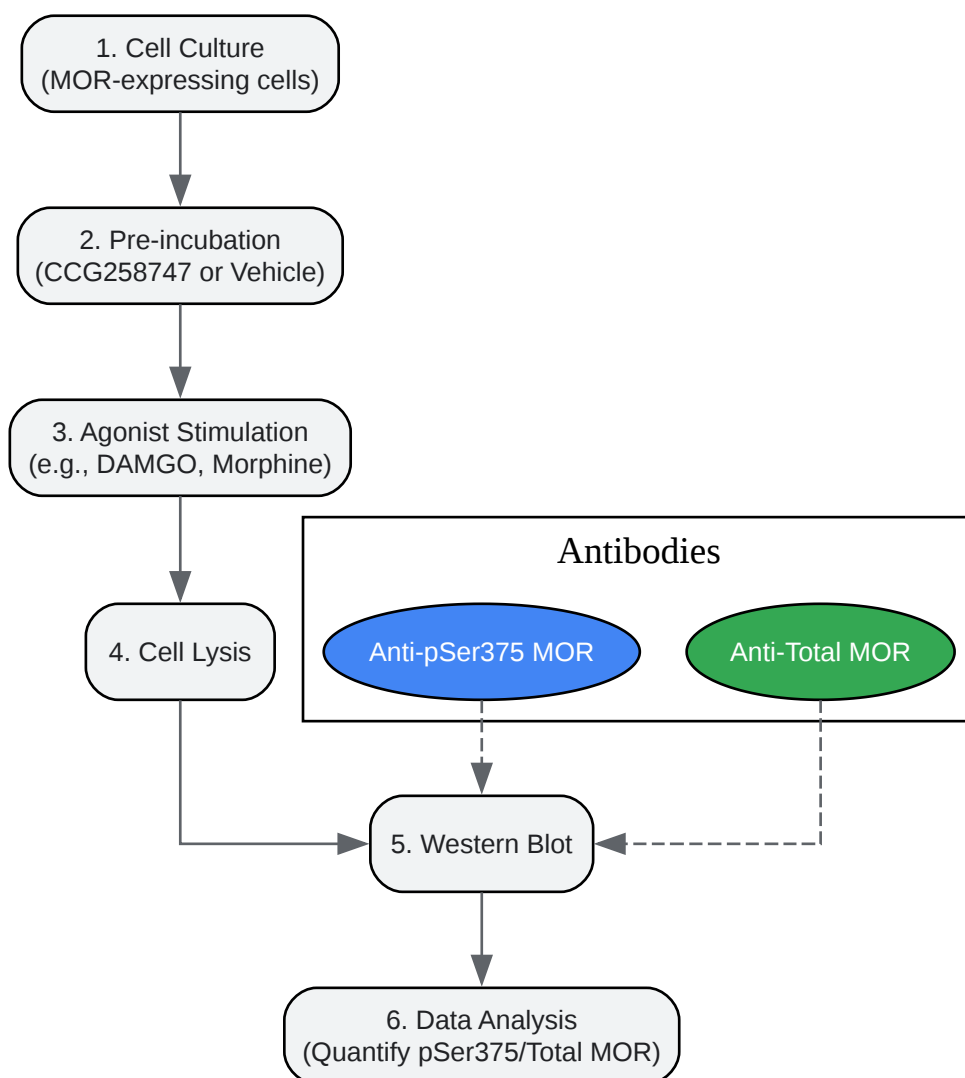 1. Cell Culture
(MOR-expressing cells)
2. Pre-incubation
(CCG258747 or Vehicle)
3. Agonist Stimulation
(e.g., DAMGO, Morphine)
Antibodies
Anti-pSer375 MOR
Anti-Total MOR
4. Cell Lysis
5. Western Blot
6. Data Analysis
(Quantify pSer375/Total MOR)